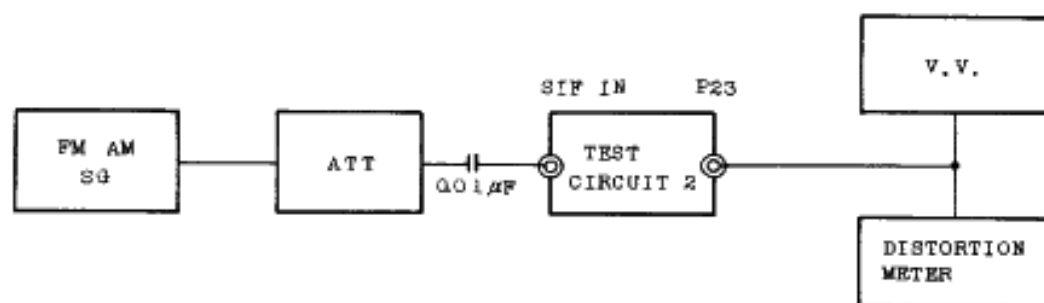 FM AM
SG
ATT
0.01μF
SIF IN
P23
TEST
CIRCUIT 2
V.V.
DISTORTION
METER